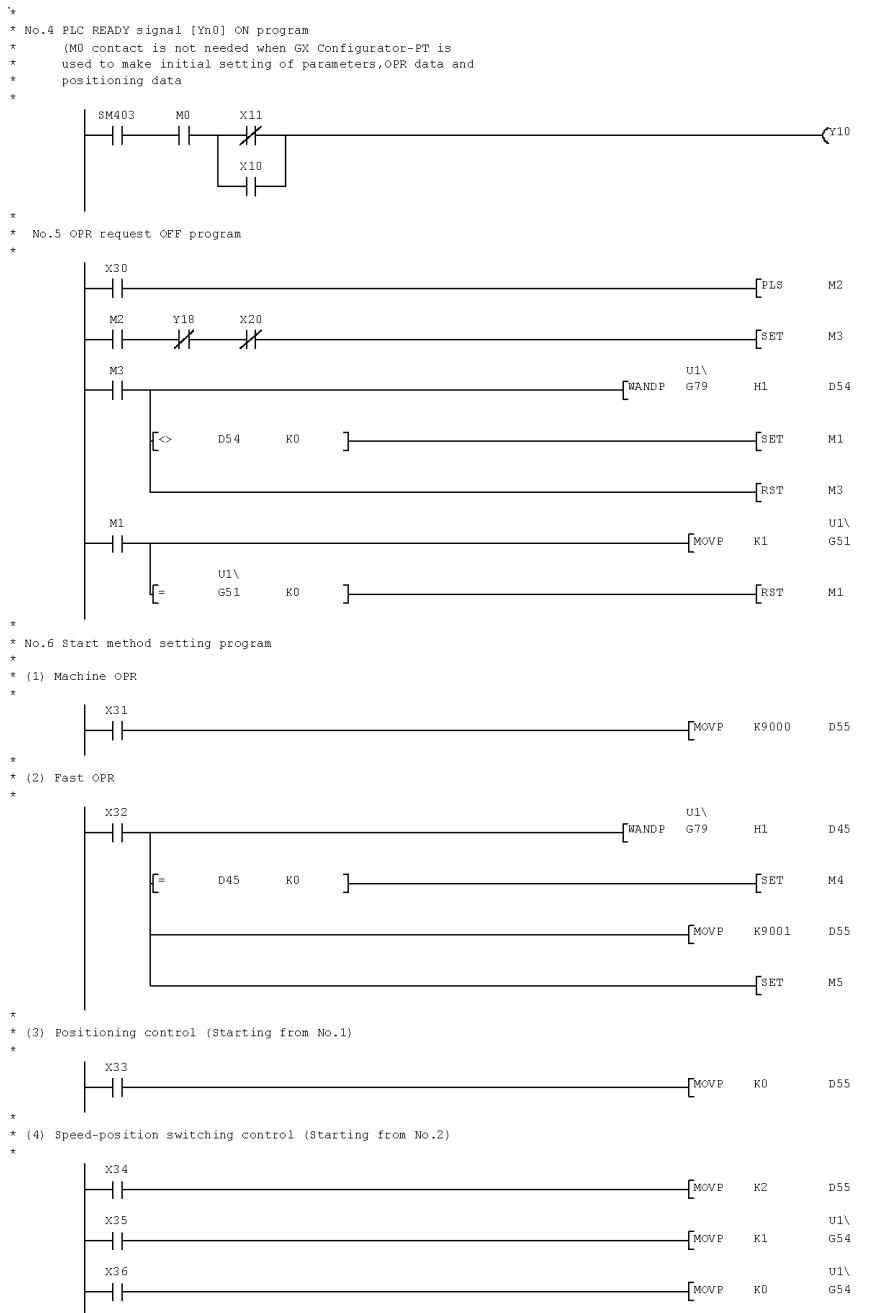 *
* No.4 PLC READY signal [Yn0] ON program
* (M0 contact is not needed when GX Configurator-PT is
* used to make initial setting of parameters,OPR data and
* positioning data
*
SM403 M0 X11
Y10
X10
*
* No.5 OPR request OFF program
*
X30
PLS M2
M2 Y18 X20
SET M3
M3 U1\
WANDP G79 H1 D54
<> D54 K0 SET M1
RST M3
M1 U1\
MOVP K1 G51
U1\
= G51 K0 RST M1
*
* No.6 Start method setting program
*
* (1) Machine OPR
*
X31
MOVP K9000 D55
*
* (2) Fast OPR
*
X32 U1\
WANDP G79 H1 D45
= D45 K0 SET M4
MOVP K9001 D55
SET M5
*
* (3) Positioning control (Starting from No.1)
*
X33
MOVP K0 D55
*
* (4) Speed-position switching control (Starting from No.2)
*
X34
MOVP K2 D55
X35 U1\
MOVP K1 G54
X36 U1\
MOVP K0 G54